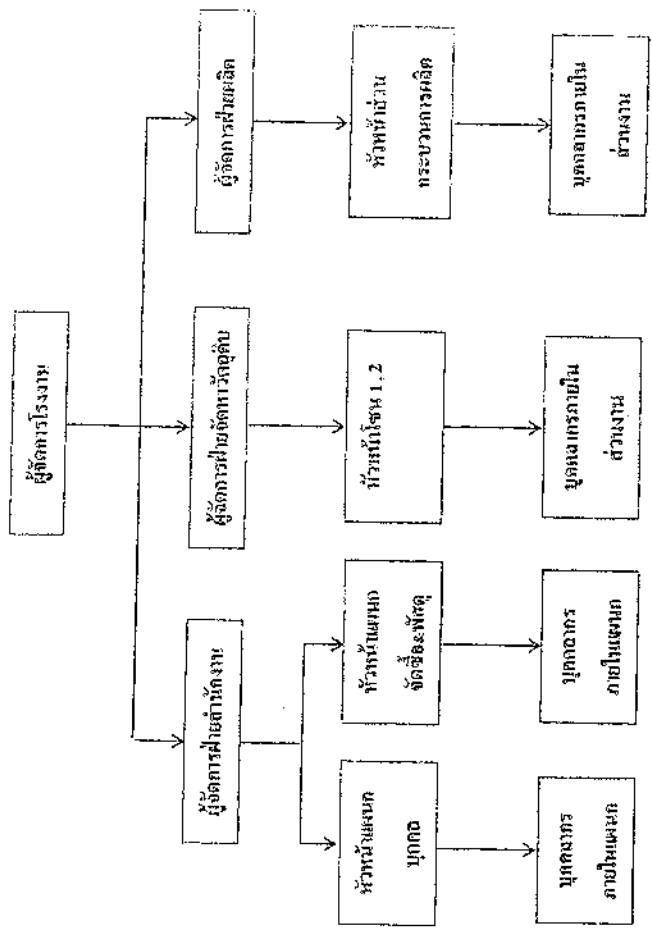 ผู้จัดการโรงงาน
ผู้จัดการฝ่ายสำนักงาน
ผู้จัดการฝ่ายจัดหาวัตถุดิบ
ผู้จัดการฝ่ายผลิต
หัวหน้าแผนก
บุคคล
หัวหน้าแผนก
จัดซื้อ&พัสดุ
หัวหน้าโซน 1, 2
หัวหน้าส่วน
กระบวนการผลิต
บุคลากร
ภายในแผนก
บุคลากร
ภายในแผนก
บุคลากรภายใน
ส่วนงาน
บุคลากรภายใน
ส่วนงาน